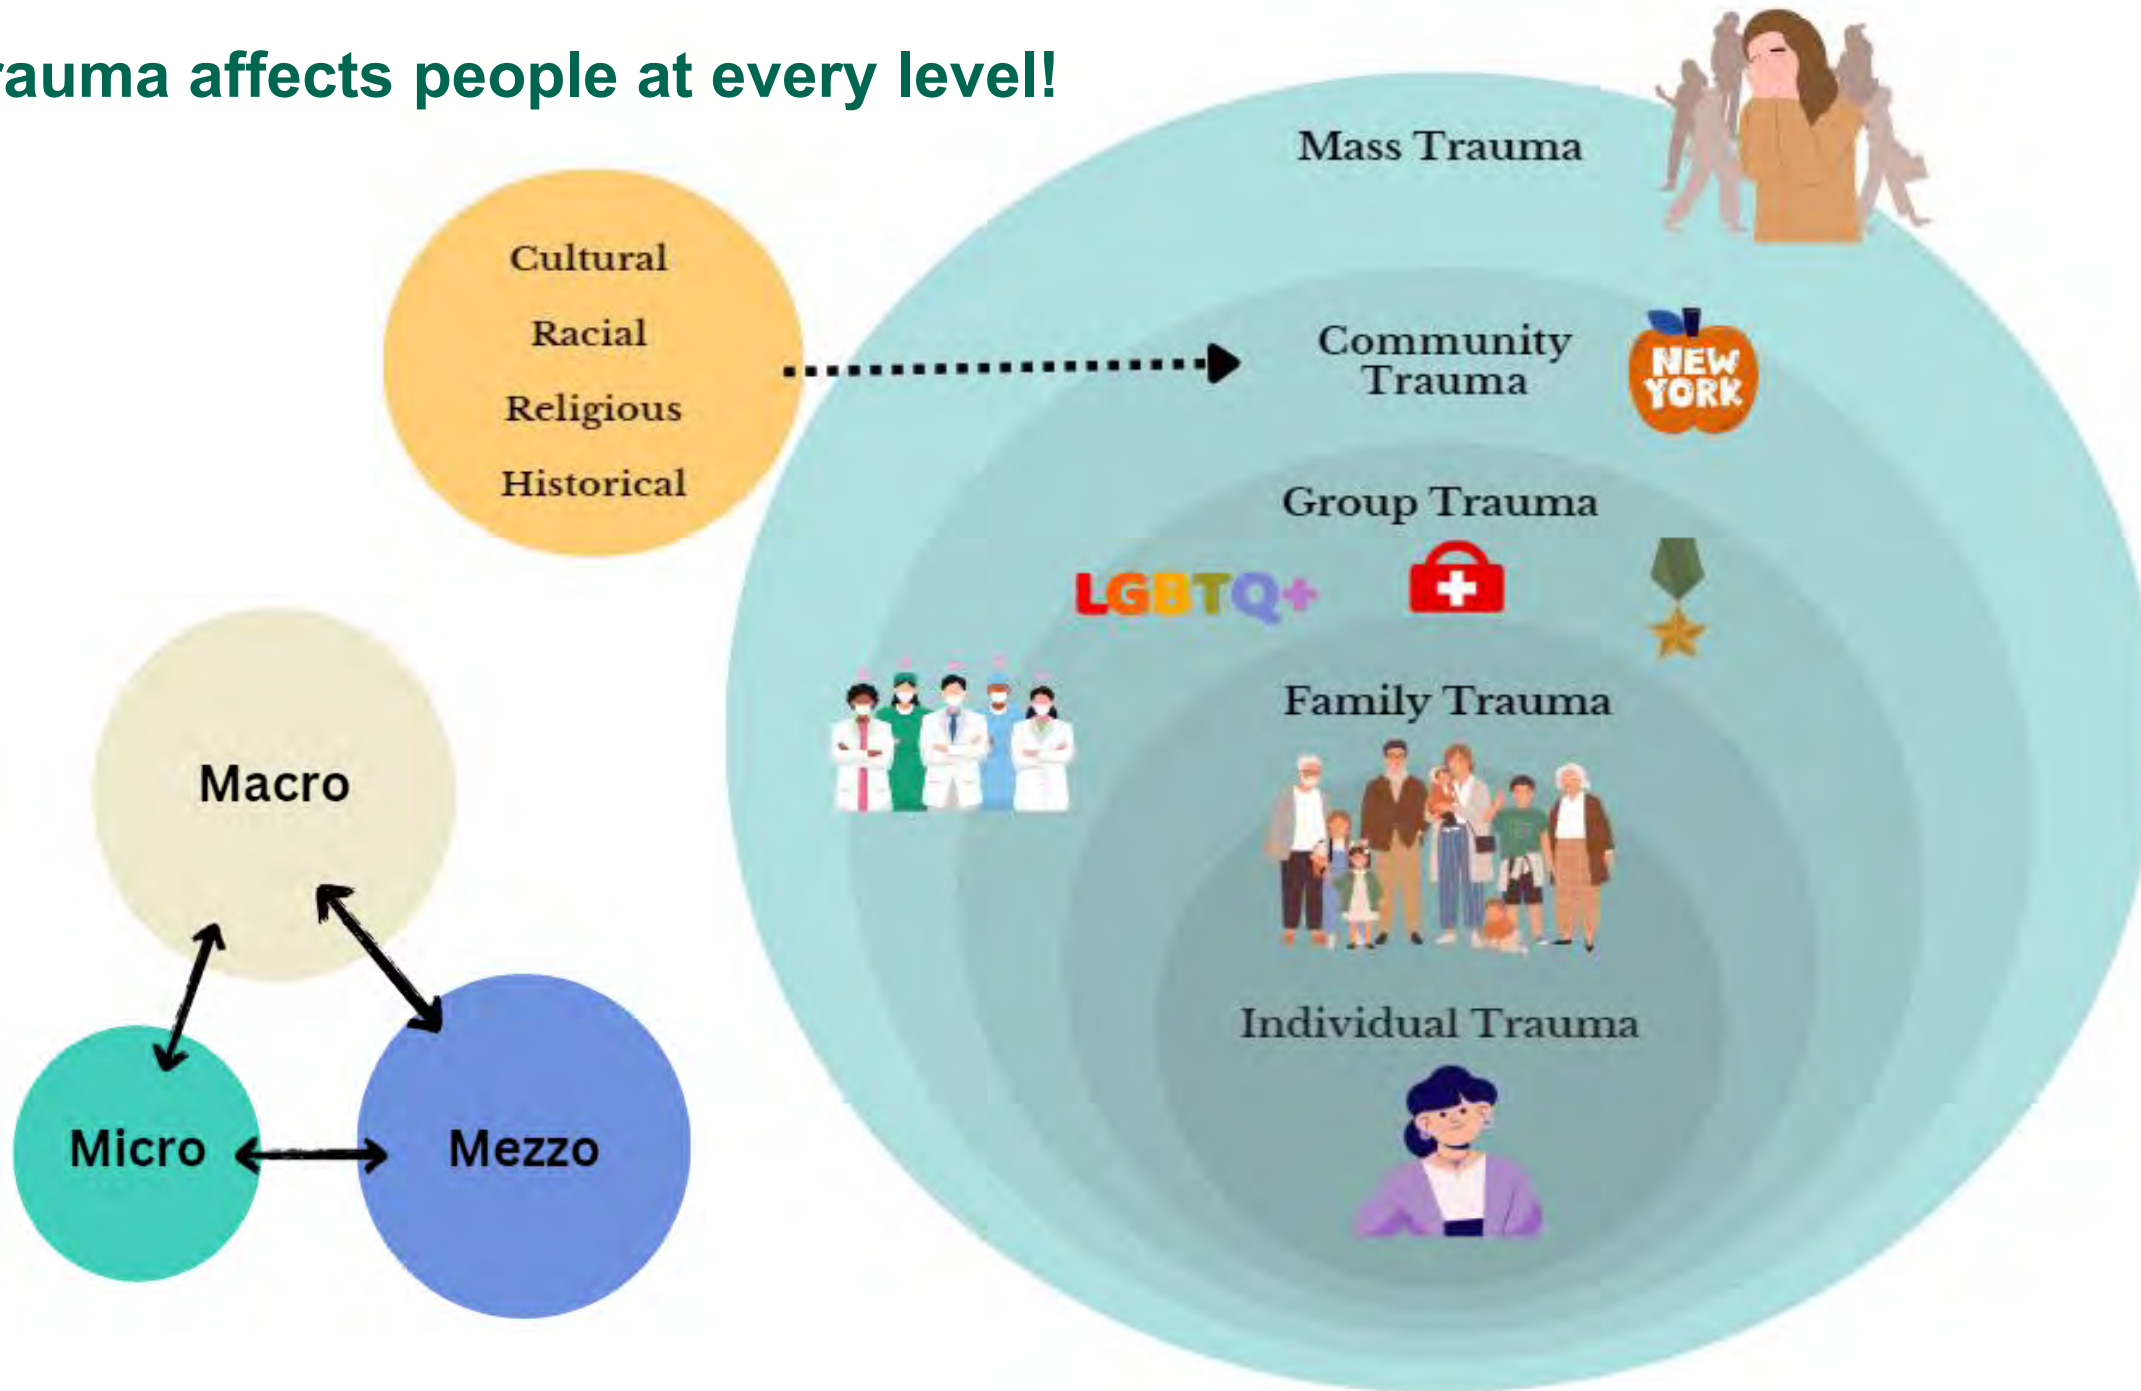 rauma affects people at every level!
Cultural
Racial
Religious
Historical
Mass Trauma
Community
Trauma
NEW
YORK
Group Trauma
LGBTQ+
Family Trauma
Individual Trauma
Macro
Micro
Mezzo